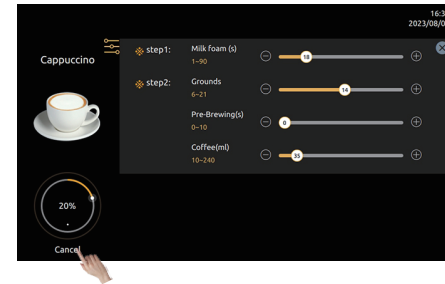 16:3
2023/08/0
Cappuccino
step1:
Milk foam (s)
1~90
18
step2:
Grounds
6~21
14
Pre-Brewing(s)
0~10
0
Coffee(ml)
10~240
35
20%
Cancel